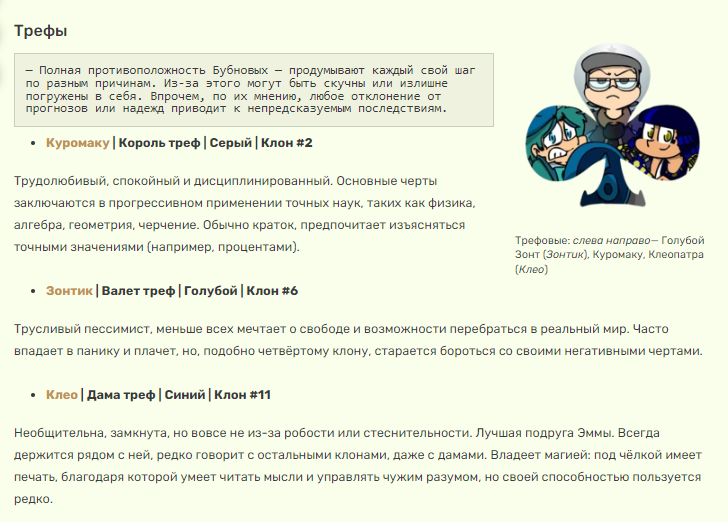 Трефы
— Полная противоположность Бубновых — продумывают каждый свой шаг
по разным причинам. Из-за этого могут быть скучны или излишне
погружены в себя. Впрочем, по их мнению, любое отклонение от
прогнозов или надежд приводит к непредсказуемым последствиям.
• Куромаку | Король треф | Серый | Клон #2
Трудолюбивый, спокойный и дисциплинированный. Основные черты
заключаются в прогрессивном применении точных наук, таких как физика,
алгебра, геометрия, черчение. Обычно краток, предпочитает изъясняться
точными значениями (например, процентами).
Трефовые: слева направо— Голубой
Зонт (Зонтик), Куромаку, Клеопатра
(Клео)
• Зонтик | Валет треф | Голубой | Клон #6
Трусливый пессимист, меньше всех мечтает о свободе и возможности перебраться в реальный мир. Часто
впадает в панику и плачет, но, подобно четвёртому клону, старается бороться со своими негативными чертами.
• Клео | Дама треф | Синий | Клон #11
Необщительна, замкнута, но вовсе не из-за робости или стеснительности. Лучшая подруга Эммы. Всегда
держится рядом с ней, редко говорит с остальными клонами, даже с дамами. Владеет магией: под чёлкой имеет
печать, благодаря которой умеет читать мысли и управлять чужим разумом, но своей способностью пользуется
редко.